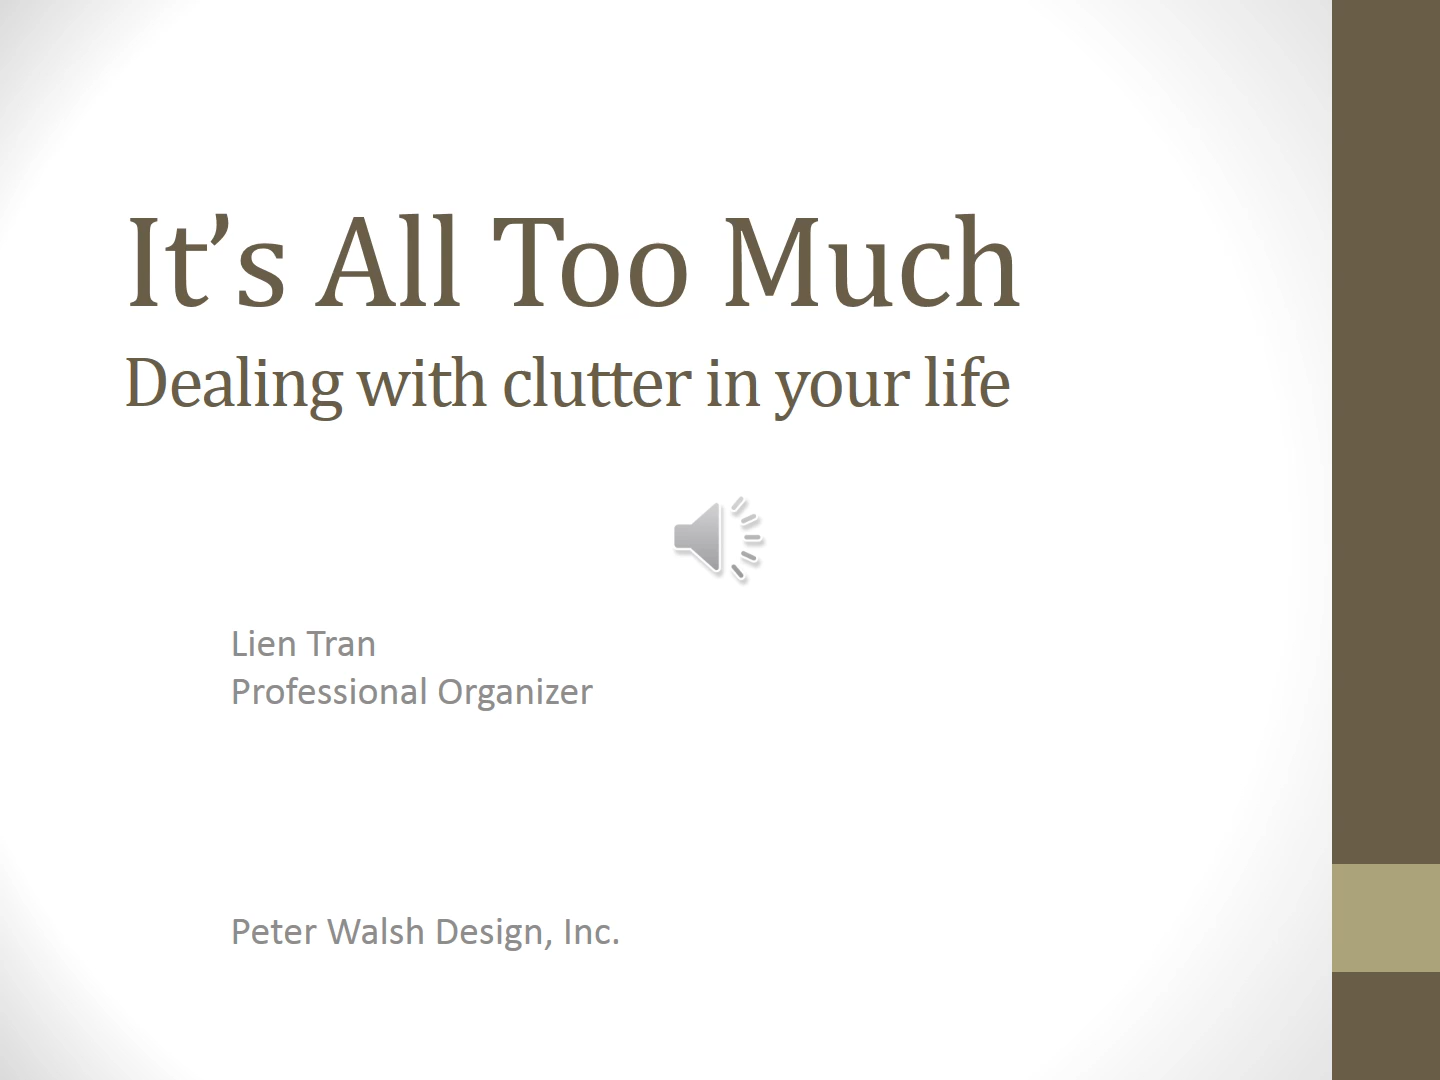 It’s All Too Much
Dealing with clutter in your life
Lien Tran
Professional Organizer
Peter Walsh Design, Inc.